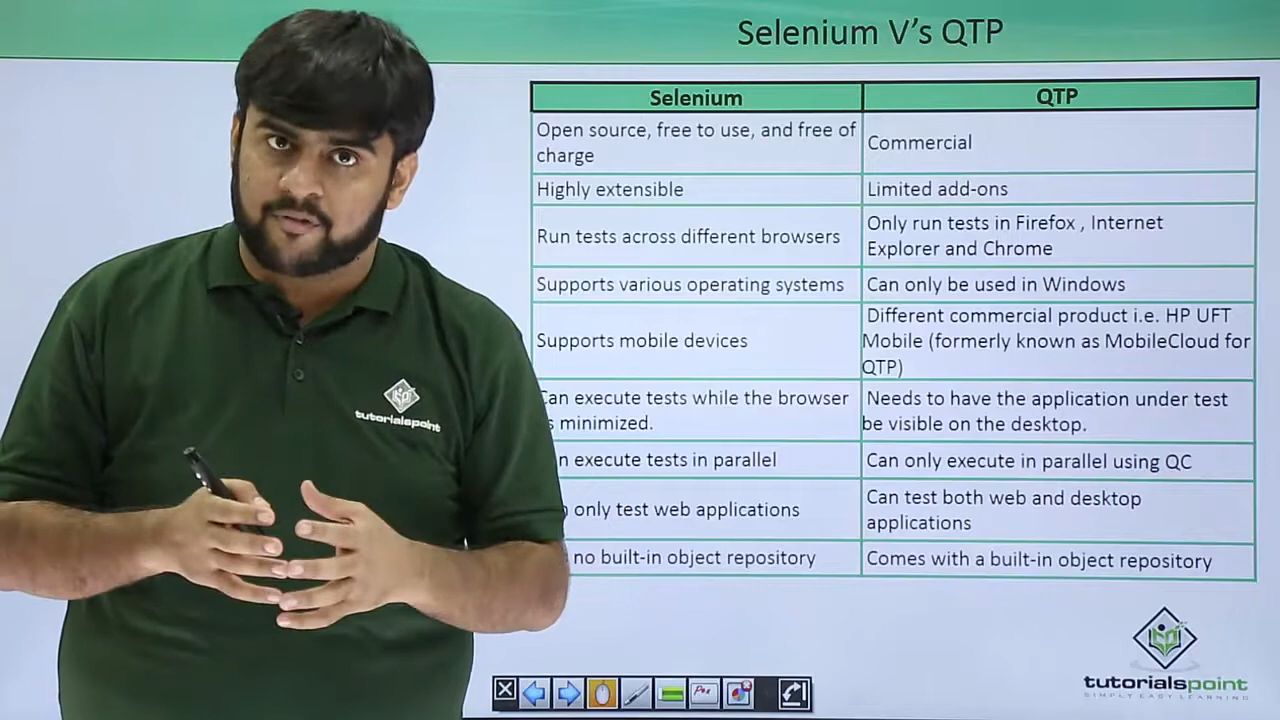 Selenium V's QTP
Selenium
QTP
Open source, free to use, and free of
charge
Commercial
Highly extensible
Limited add-ons
Run tests across different browsers
Only run tests in Firefox , Internet
Explorer and Chrome
Supports various operating systems
Can only be used in Windows
Supports mobile devices
Different commercial product i.e. HP UFT
Mobile (formerly known as MobileCloud for
QTP)
Can execute tests while the browser
is minimized.
Needs to have the application under test
be visible on the desktop.
execute tests in parallel
Can only execute in parallel using QC
only test web applications
Can test both web and desktop
applications
no built-in object repository
Comes with a built-in object repository
tutorialspoint
Pen
tutorialspoint
SIMPLY EASY LEARNING